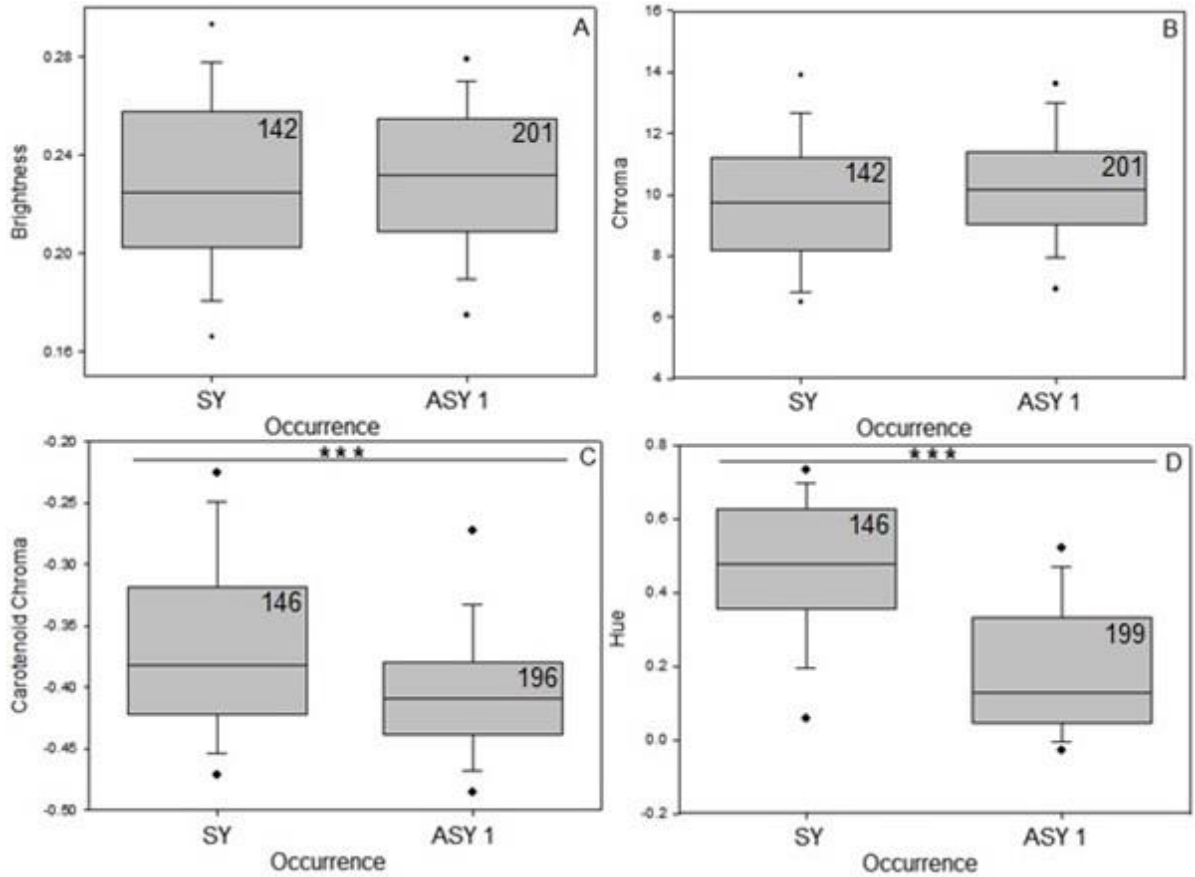 A
0.28
0.24
0.20
0.16
Brightness
142
201
SY
ASY 1
Occurrence
B
16
14
12
10
8
6
4
Chroma
142
201
SY
ASY 1
Occurrence
***
C
-0.20
-0.25
-0.30
-0.35
-0.40
-0.45
-0.50
Carotenoid Chroma
146
196
SY
ASY 1
Occurrence
***
D
0.8
0.6
0.4
0.2
0.0
-0.2
Hue
146
199
SY
ASY 1
Occurrence